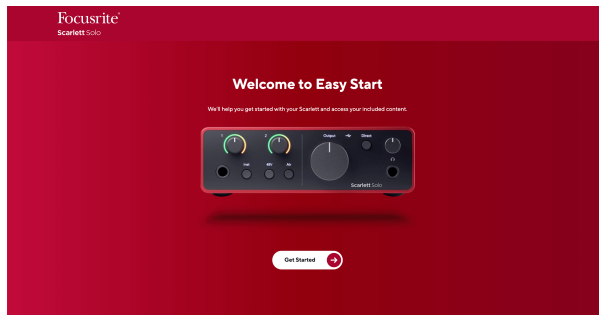 Focusrite®
Scarlett Solo
Welcome to Easy Start
We'll help you get started with your Scarlett and access your included content.
1
2
Output
Direct
Inst
48V
Air
Scarlett Solo
Get Started